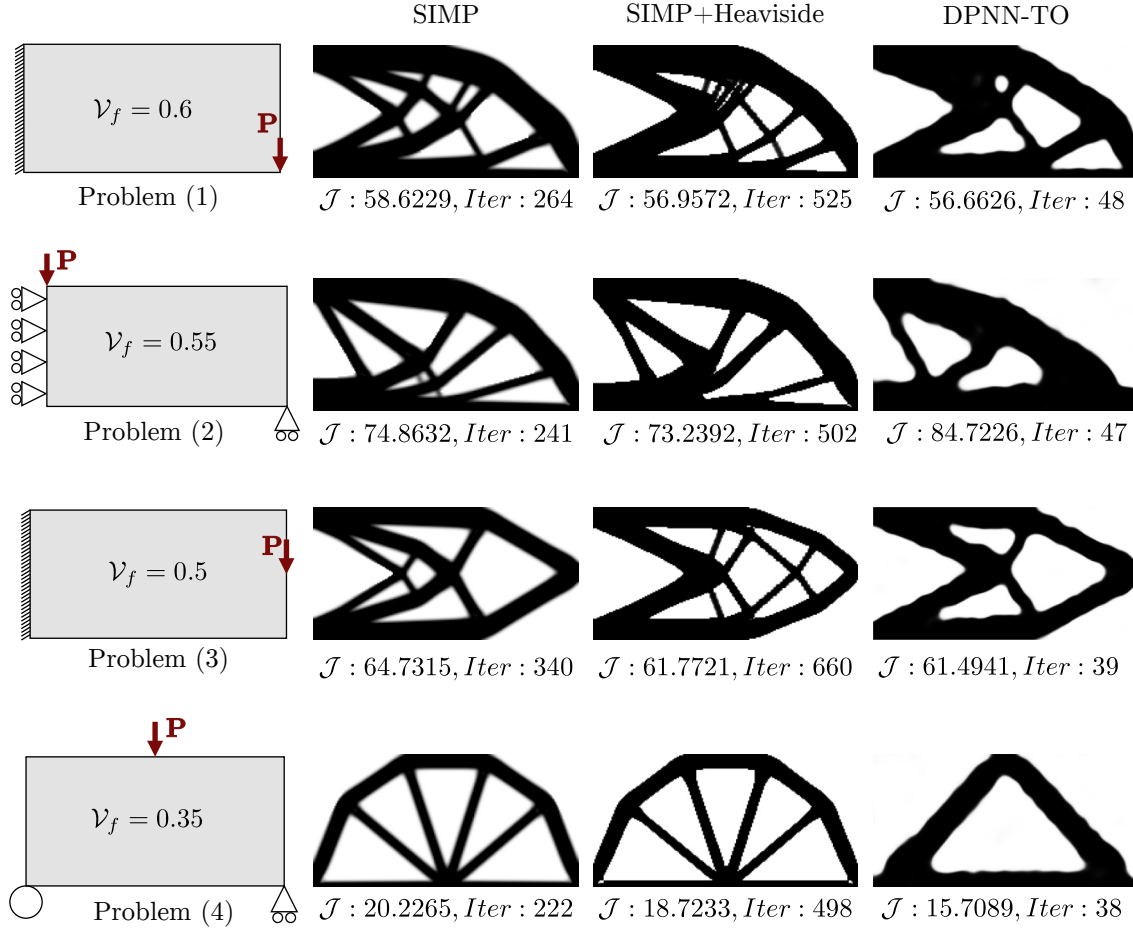 SIMP SIMP+Heaviside DPNN-TO
𝒱_f = 0.6
P
Problem (1)
𝒥 : 58.6229, Iter : 264 𝒥 : 56.9572, Iter : 525 𝒥 : 56.6626, Iter : 48
P
𝒱_f = 0.55
Problem (2)
𝒥 : 74.8632, Iter : 241 𝒥 : 73.2392, Iter : 502 𝒥 : 84.7226, Iter : 47
P
𝒱_f = 0.5
Problem (3)
𝒥 : 64.7315, Iter : 340 𝒥 : 61.7721, Iter : 660 𝒥 : 61.4941, Iter : 39
P
𝒱_f = 0.35
Problem (4)
𝒥 : 20.2265, Iter : 222 𝒥 : 18.7233, Iter : 498 𝒥 : 15.7089, Iter : 38